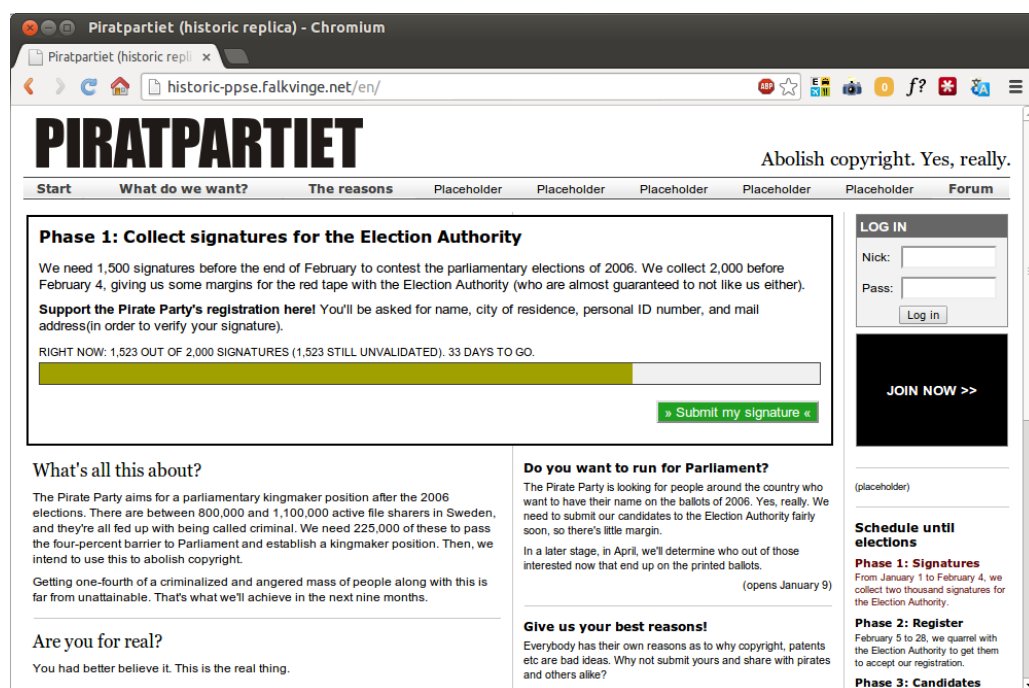 Piratpartiet (historic replica) - Chromium
Piratpartiet (historic repli
historic-ppse.falkvinge.net/en/
ABP
E
0
f?
A
PIRATPARTIET
Abolish copyright. Yes, really.
Start What do we want? The reasons Placeholder Placeholder Placeholder Placeholder Placeholder Forum
Phase 1: Collect signatures for the Election Authority
We need 1,500 signatures before the end of February to contest the parliamentary elections of 2006. We collect 2,000 before
February 4, giving us some margins for the red tape with the Election Authority (who are almost guaranteed to not like us either).
Support the Pirate Party's registration here! You'll be asked for name, city of residence, personal ID number, and mail
address(in order to verify your signature).
RIGHT NOW: 1,523 OUT OF 2,000 SIGNATURES (1,523 STILL UNVALIDATED). 33 DAYS TO GO.
» Submit my signature «
LOG IN
Nick:
Pass:
Log in
JOIN NOW >>
What's all this about?
The Pirate Party aims for a parliamentary kingmaker position after the 2006
elections. There are between 800,000 and 1,100,000 active file sharers in Sweden,
and they're all fed up with being called criminal. We need 225,000 of these to pass
the four-percent barrier to Parliament and establish a kingmaker position. Then, we
intend to use this to abolish copyright.
Getting one-fourth of a criminalized and angered mass of people along with this is
far from unattainable. That's what we'll achieve in the next nine months.
Are you for real?
You had better believe it. This is the real thing.
Do you want to run for Parliament?
The Pirate Party is looking for people around the country who
want to have their name on the ballots of 2006. Yes, really. We
need to submit our candidates to the Election Authority fairly
soon, so there's little margin.
In a later stage, in April, we'll determine who out of those
interested now that end up on the printed ballots.
(opens January 9)
Give us your best reasons!
Everybody has their own reasons as to why copyright, patents
etc are bad ideas. Why not submit yours and share with pirates
and others alike?
(placeholder)
Schedule until
elections
Phase 1: Signatures
From January 1 to February 4, we
collect two thousand signatures for
the Election Authority.
Phase 2: Register
February 5 to 28, we quarrel with
the Election Authority to get them
to accept our registration.
Phase 3: Candidates